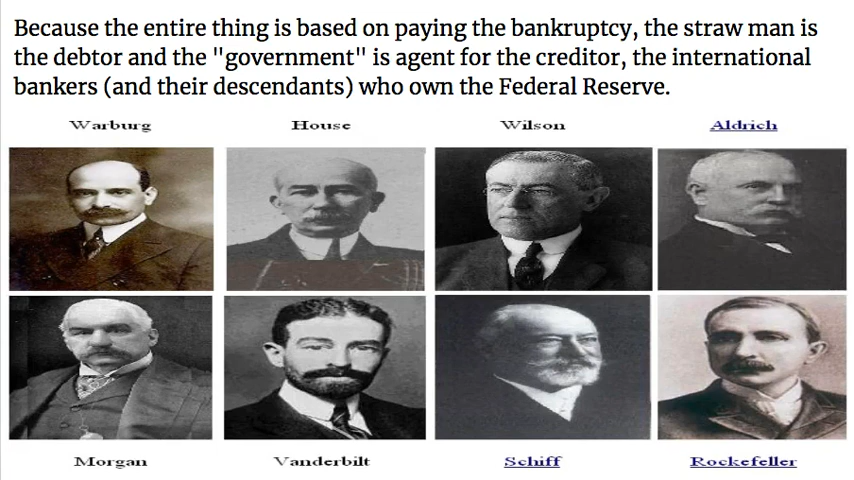 Because the entire thing is based on paying the bankruptcy, the straw man is
the debtor and the "government" is agent for the creditor, the international
bankers (and their descendants) who own the Federal Reserve.
Warburg House Wilson Aldrich
Morgan Vanderbilt Schiff Rockefeller